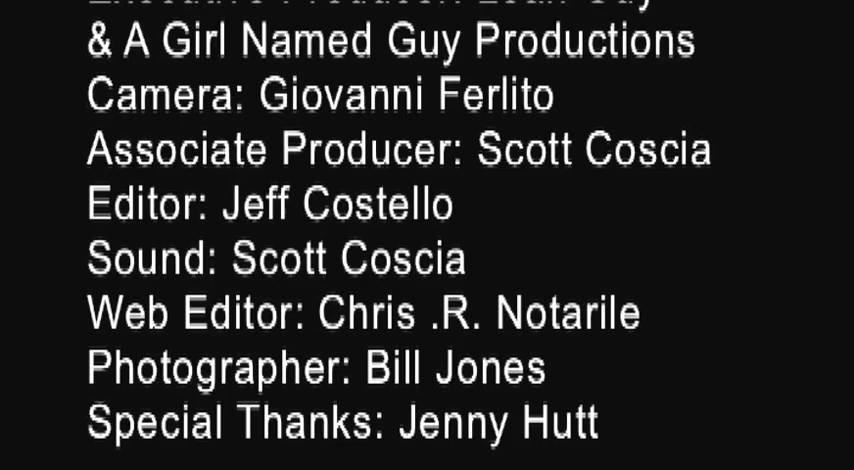 & A Girl Named Guy Productions
Camera: Giovanni Ferlito
Associate Producer: Scott Coscia
Editor: Jeff Costello
Sound: Scott Coscia
Web Editor: Chris .R. Notarile
Photographer: Bill Jones
Special Thanks: Jenny Hutt